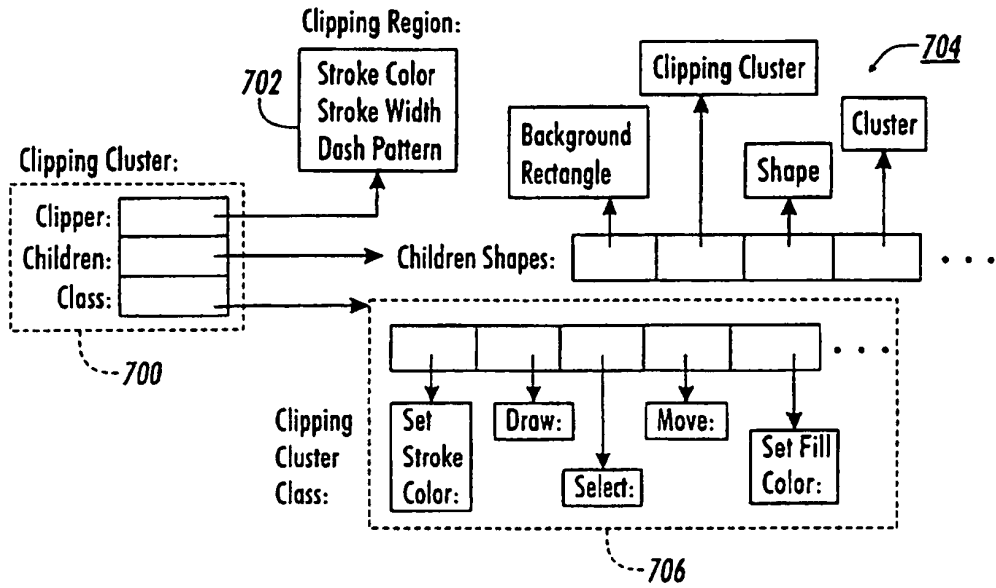 Clipping Region:
702
Stroke Color
Stroke Width
Dash Pattern
704
Clipping Cluster
Background
Rectangle
Shape
Cluster
Clipping Cluster:
Clipper:
Children:
Class:
Children Shapes:
700
Clipping
Cluster
Class:
Set
Stroke
Color:
Draw:
Select:
Move:
Set Fill
Color:
706